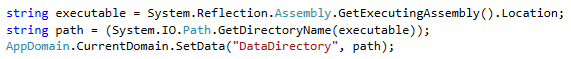 string executable = System.Reflection.Assembly.GetExecutingAssembly().Location;
string path = (System.IO.Path.GetDirectoryName(executable));
AppDomain.CurrentDomain.SetData("DataDirectory", path);